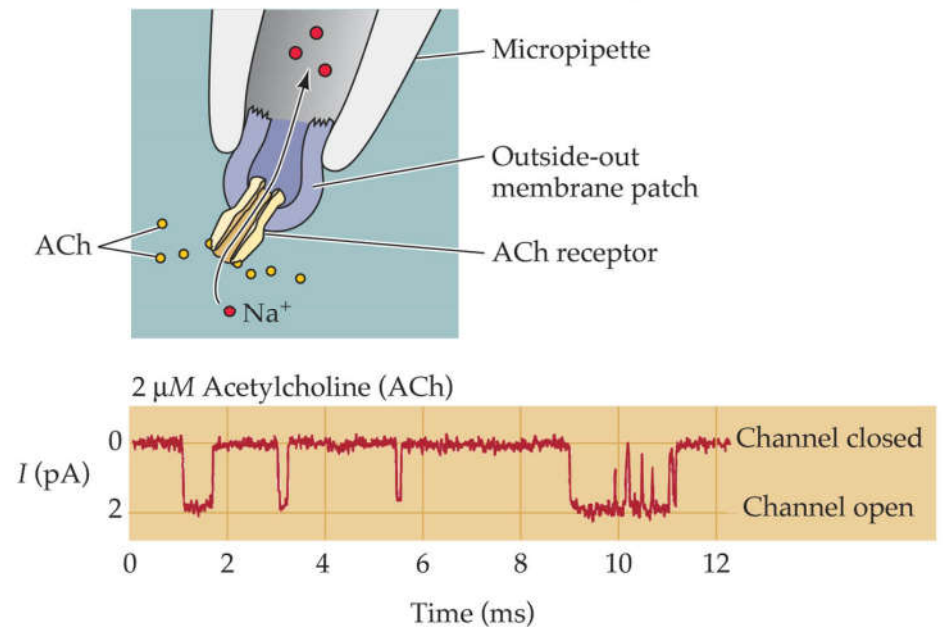 Micropipette
Outside-out
membrane patch
ACh
ACh receptor
Na⁺
2 μM Acetylcholine (ACh)
0
Channel closed
I (pA)
2
Channel open
0 2 4 6 8 10 12
Time (ms)